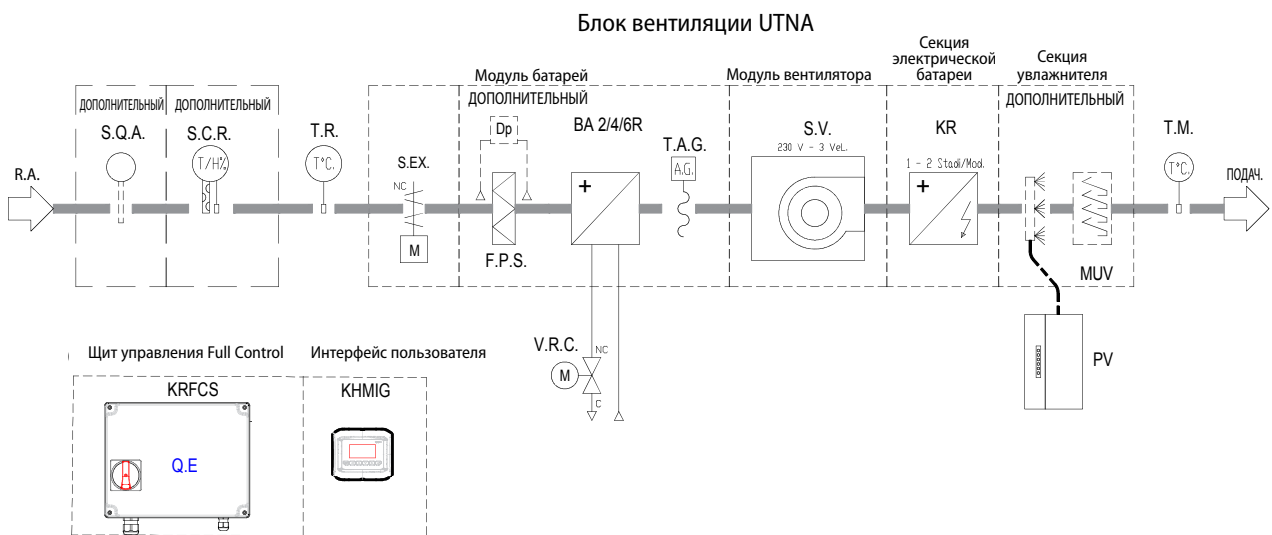 Блок вентиляции UTNA
Секция
электрической
батареи
Секция
увлажнителя
Модуль батарей
Модуль вентилятора
ДОПОЛНИТЕЛЬНЫЙ
ДОПОЛНИТЕЛЬНЫЙ
ДОПОЛНИТЕЛЬНЫЙ
ДОПОЛНИТЕЛЬНЫЙ
S.Q.A.
S.C.R.
T.R.
S.EX.
Dp
BA 2/4/6R
T.A.G.
S.V.
KR
T.M.
230 V - 3 VeL.
R.A.
T/H%
T°C.
NC
A.G.
1 - 2 Stadi/Mod.
T°C.
ПОДАЧ.
+
+
M
F.P.S.
MUV
V.R.C.
NC
M
C
PV
Щит управления Full Control
Интерфейс пользователя
KRFCS
KHMIG
Q.E